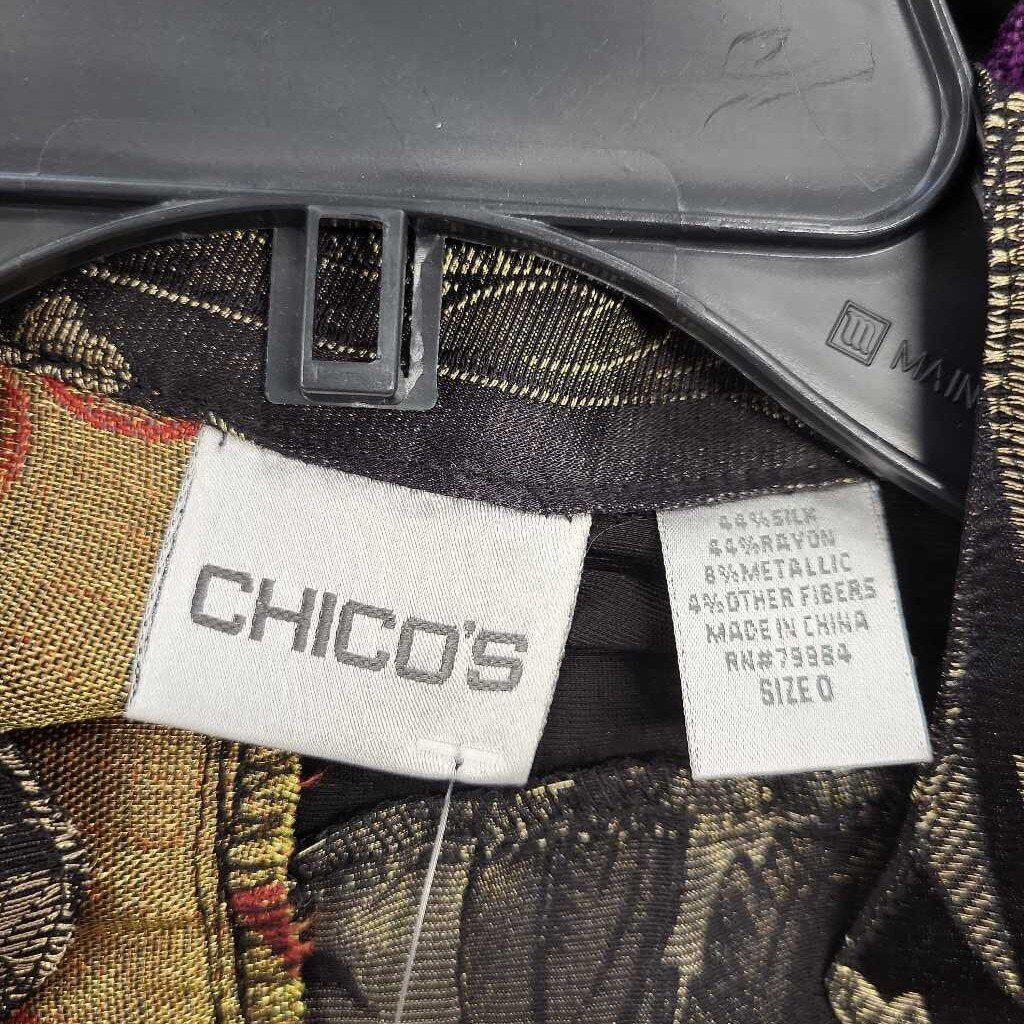 MAIN
CHICO'S
44%SILK
44%RAYON
8%METALLIC
4%OTHER FIBERS
MADE IN CHINA
RN#79984
SIZE 0